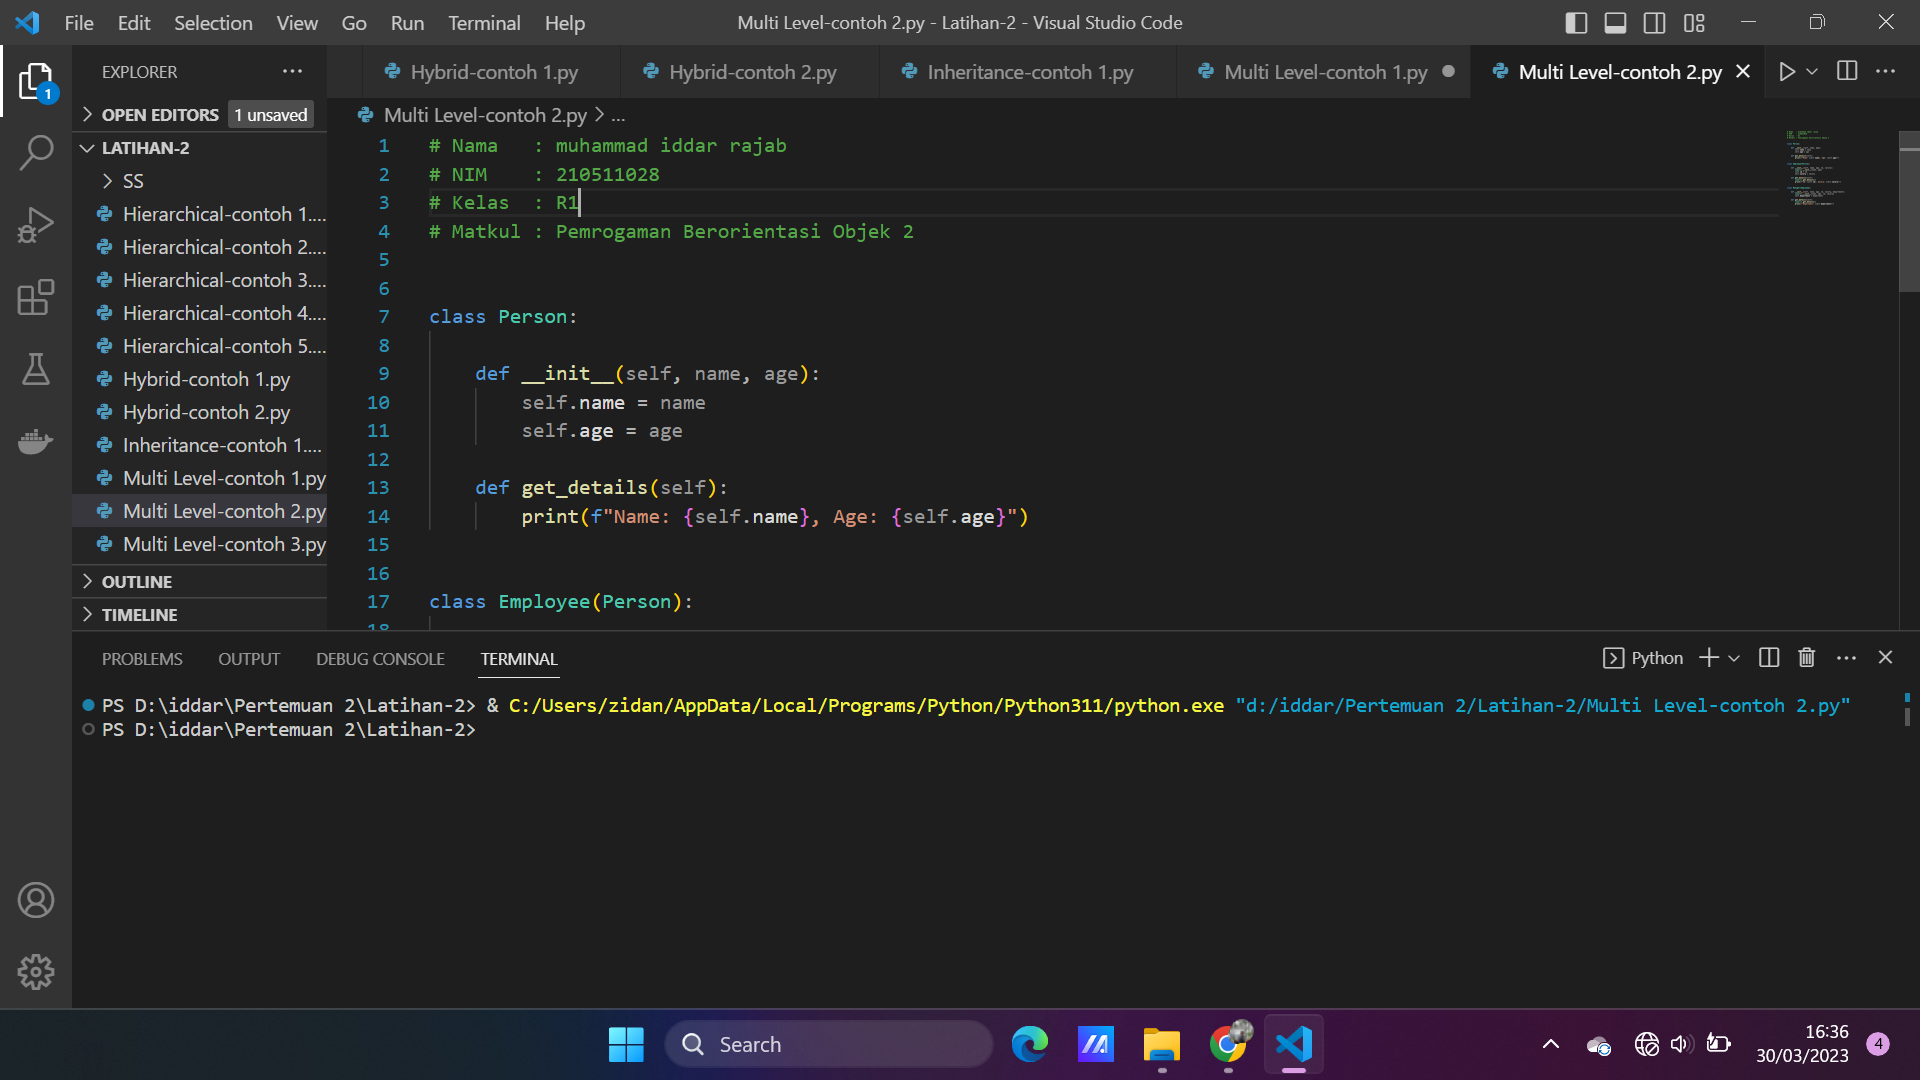 File Edit Selection View Go Run Terminal Help
Multi Level-contoh 2.py - Latihan-2 - Visual Studio Code
EXPLORER
1
OPEN EDITORS 1 unsaved
LATIHAN-2
SS
Hierarchical-contoh 1....
Hierarchical-contoh 2....
Hierarchical-contoh 3....
Hierarchical-contoh 4....
Hierarchical-contoh 5....
Hybrid-contoh 1.py
Hybrid-contoh 2.py
Inheritance-contoh 1....
Multi Level-contoh 1.py
Multi Level-contoh 2.py
Multi Level-contoh 3.py
OUTLINE
TIMELINE
Hybrid-contoh 1.py Hybrid-contoh 2.py Inheritance-contoh 1.py Multi Level-contoh 1.py Multi Level-contoh 2.py
Multi Level-contoh 2.py > ...
1 # Nama   : muhammad iddar rajab
2 # NIM    : 210511028
3 # Kelas  : R1
4 # Matkul : Pemrogaman Berorientasi Objek 2
5
6
7 class Person:
8
9     def __init__(self, name, age):
10         self.name = name
11         self.age = age
12
13     def get_details(self):
14         print(f"Name: {self.name}, Age: {self.age}")
15
16
17 class Employee(Person):
18
PROBLEMS OUTPUT DEBUG CONSOLE TERMINAL
Python
PS D:\iddar\Pertemuan 2\Latihan-2> & C:/Users/zidan/AppData/Local/Programs/Python/Python311/python.exe "d:/iddar/Pertemuan 2/Latihan-2/Multi Level-contoh 2.py"
PS D:\iddar\Pertemuan 2\Latihan-2>
Search
16:36
30/03/2023
4